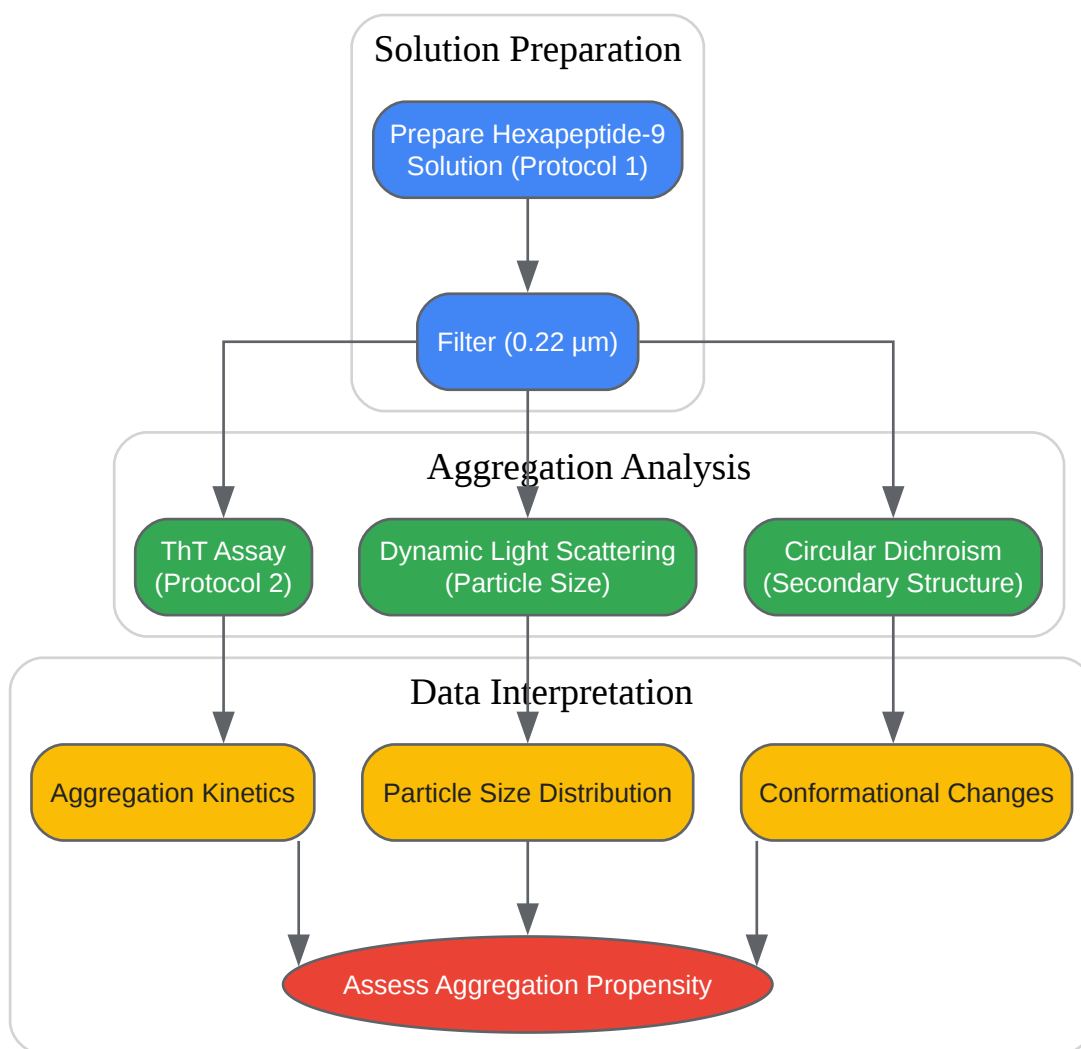 Solution Preparation
Prepare Hexapeptide-9
Solution (Protocol 1)
Filter (0.22 µm)
Aggregation Analysis
ThT Assay
(Protocol 2)
Dynamic Light Scattering
(Particle Size)
Circular Dichroism
(Secondary Structure)
Data Interpretation
Aggregation Kinetics
Particle Size Distribution
Conformational Changes
Assess Aggregation Propensity